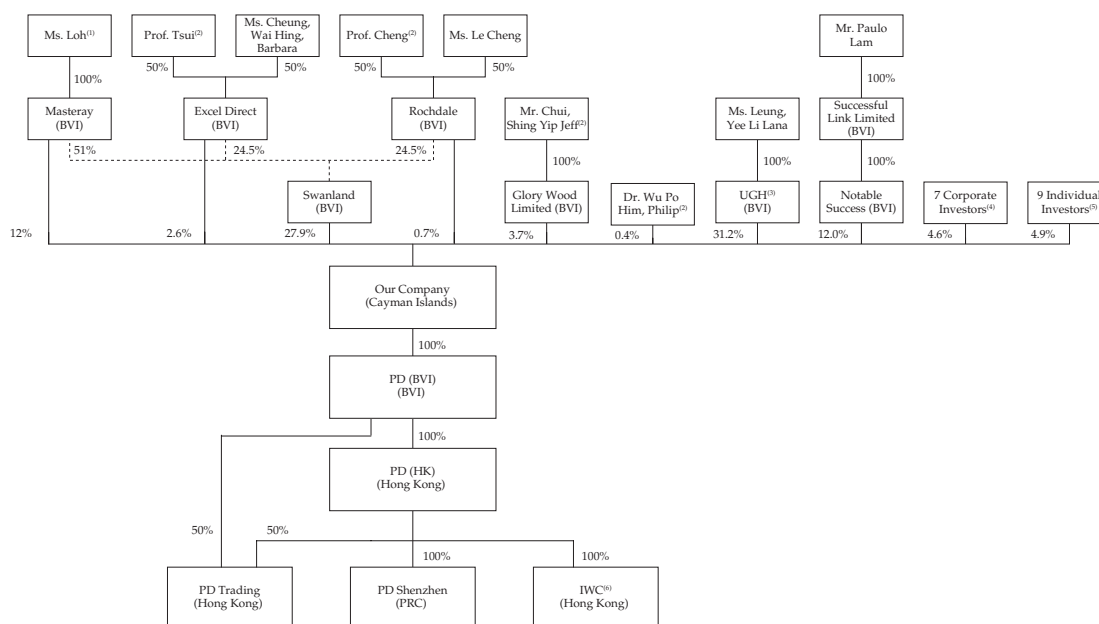 Ms. Loh(1)
Prof. Tsui(2)
Ms. Cheung,
Wai Hing,
Barbara
Prof. Cheng(2)
Ms. Le Cheng
Mr. Paulo
Lam
100%
50%
50%
50%
50%
100%
Masteray
(BVI)
Excel Direct
(BVI)
Rochdale
(BVI)
Mr. Chui,
Shing Yip Jeff(2)
Ms. Leung,
Yee Li Lana
Successful
Link Limited
(BVI)
51%
24.5%
24.5%
100%
100%
100%
Swanland
(BVI)
Glory Wood
Limited (BVI)
Dr. Wu Po
Him, Philip(2)
UGH(3)
(BVI)
Notable
Success (BVI)
7 Corporate
Investors(4)
9 Individual
Investors(5)
12%
2.6%
27.9%
0.7%
3.7%
0.4%
31.2%
12.0%
4.6%
4.9%
Our Company
(Cayman Islands)
100%
PD (BVI)
(BVI)
100%
PD (HK)
(Hong Kong)
50%
50%
100%
100%
PD Trading
(Hong Kong)
PD Shenzhen
(PRC)
IWC(6)
(Hong Kong)